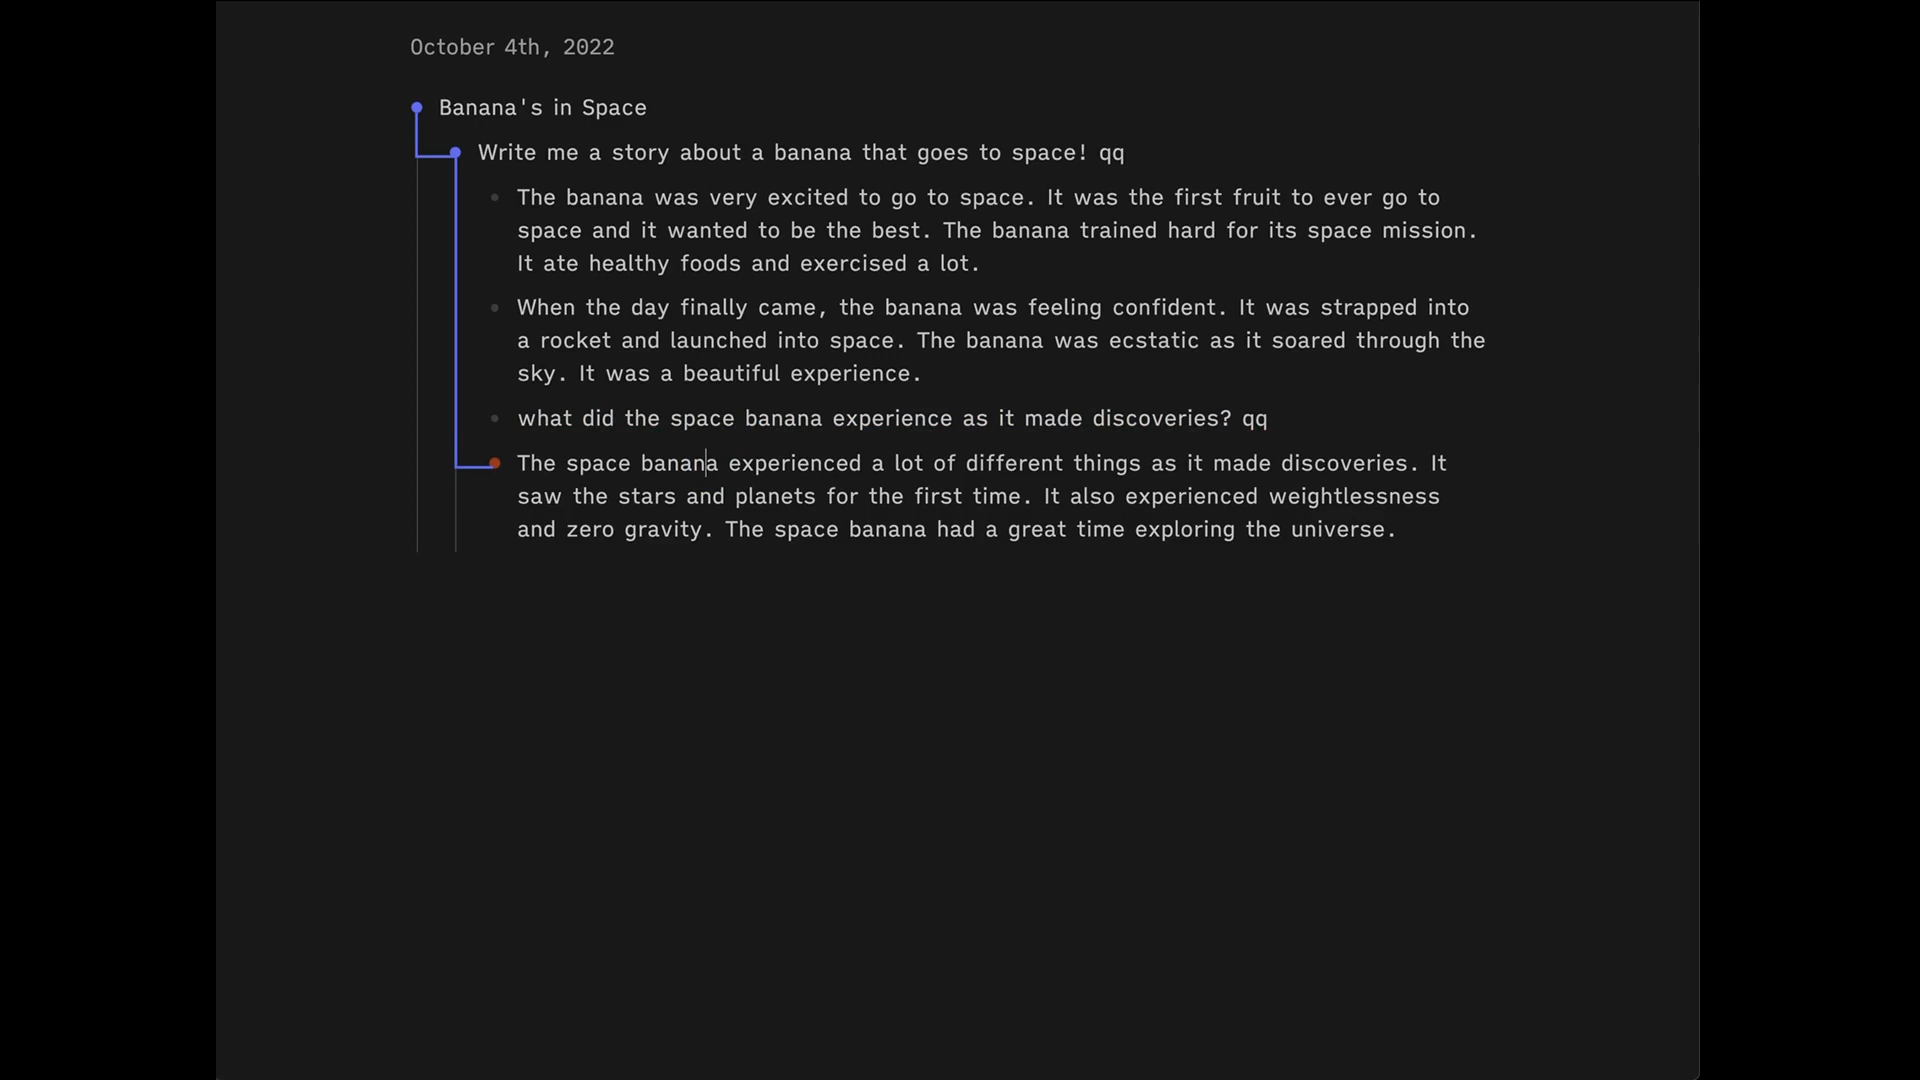 October 4th, 2022
Banana's in Space
Write me a story about a banana that goes to space! qq
The banana was very excited to go to space. It was the first fruit to ever go to
space and it wanted to be the best. The banana trained hard for its space mission.
It ate healthy foods and exercised a lot.
When the day finally came, the banana was feeling confident. It was strapped into
a rocket and launched into space. The banana was ecstatic as it soared through the
sky. It was a beautiful experience.
what did the space banana experience as it made discoveries? qq
The space banana experienced a lot of different things as it made discoveries. It
saw the stars and planets for the first time. It also experienced weightlessness
and zero gravity. The space banana had a great time exploring the universe.